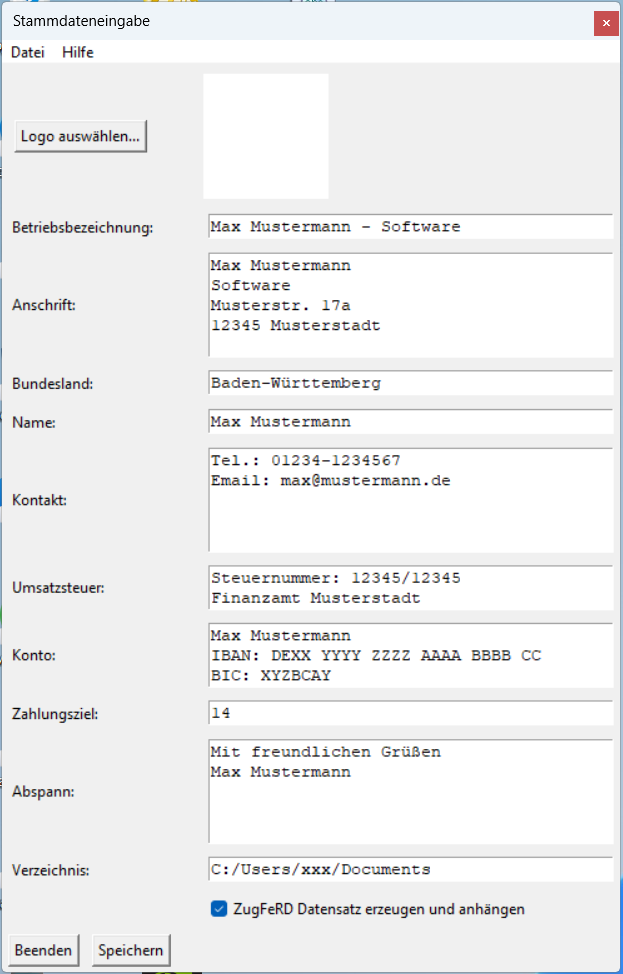 Stammdateneingabe
Datei Hilfe
Logo auswählen...
Betriebsbezeichnung: Max Mustermann - Software
Anschrift: Max Mustermann
Software
Musterstr. 17a
12345 Musterstadt
Bundesland: Baden-Württemberg
Name: Max Mustermann
Kontakt: Tel.: 01234-1234567
Email: max@mustermann.de
Umsatzsteuer: Steuernummer: 12345/12345
Finanzamt Musterstadt
Konto: Max Mustermann
IBAN: DEXX YYYY ZZZZ AAAA BBBB CC
BIC: XYZBCAY
Zahlungsziel: 14
Abspann: Mit freundlichen Grüßen
Max Mustermann
Verzeichnis: C:/Users/xxx/Documents
ZugFeRD Datensatz erzeugen und anhängen
Beenden Speichern